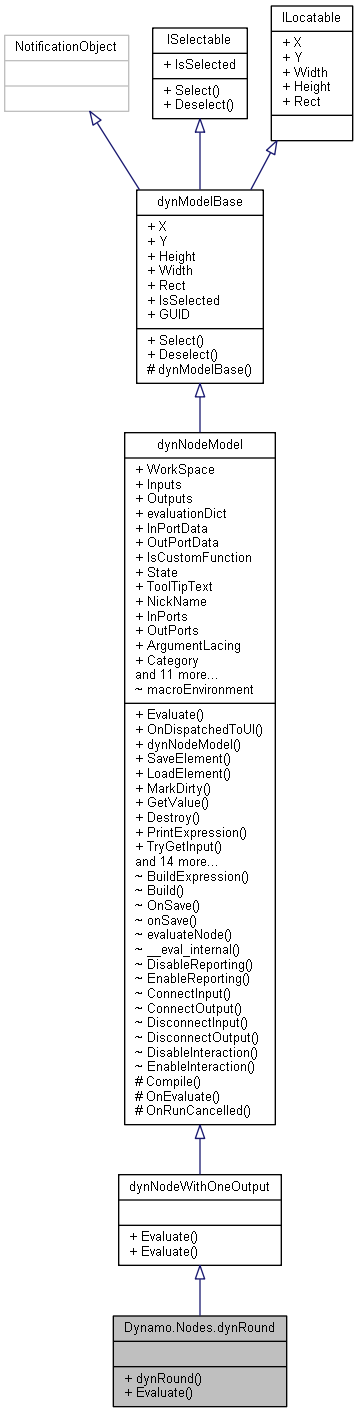 NotificationObject
ISelectable
+ IsSelected
+ Select()
+ Deselect()
ILocatable
+ X
+ Y
+ Width
+ Height
+ Rect
dynModelBase
+ X
+ Y
+ Height
+ Width
+ Rect
+ IsSelected
+ GUID
+ Select()
+ Deselect()
# dynModelBase()
dynNodeModel
+ WorkSpace
+ Inputs
+ Outputs
+ evaluationDict
+ InPortData
+ OutPortData
+ IsCustomFunction
+ State
+ ToolTipText
+ NickName
+ InPorts
+ OutPorts
+ ArgumentLacing
+ Category
and 11 more...
~ macroEnvironment
+ Evaluate()
+ OnDispatchedToUI()
+ dynNodeModel()
+ SaveElement()
+ LoadElement()
+ MarkDirty()
+ GetValue()
+ Destroy()
+ PrintExpression()
+ TryGetInput()
and 14 more...
~ BuildExpression()
~ Build()
~ OnSave()
~ onSave()
~ evaluateNode()
~ __eval_internal()
~ DisableReporting()
~ EnableReporting()
~ ConnectInput()
~ ConnectOutput()
~ DisconnectInput()
~ DisconnectOutput()
~ DisableInteraction()
~ EnableInteraction()
# Compile()
# OnEvaluate()
# OnRunCancelled()
dynNodeWithOneOutput
+ Evaluate()
+ Evaluate()
Dynamo.Nodes.dynRound
+ dynRound()
+ Evaluate()